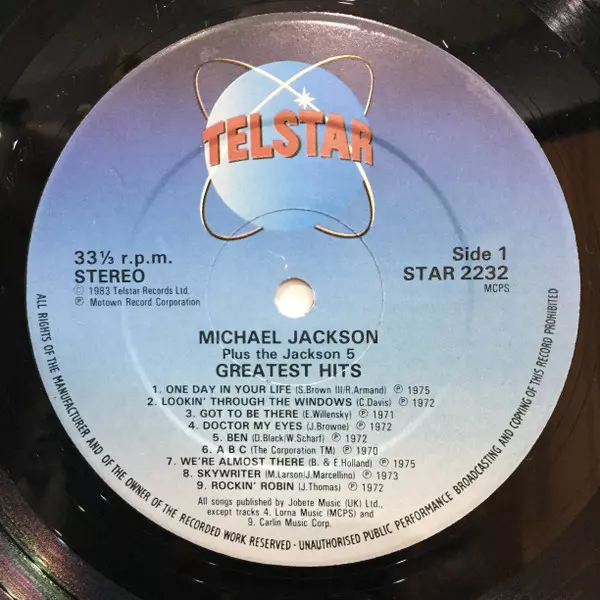 TELSTAR
33⅓ r.p.m.
STEREO
© 1983 Telstar Records Ltd.
℗ Motown Record Corporation
Side 1
STAR 2232
MCPS
MICHAEL JACKSON
Plus the Jackson 5
GREATEST HITS
1. ONE DAY IN YOUR LIFE (S.Brown III/R.Armand) ℗ 1975
2. LOOKIN' THROUGH THE WINDOWS (C.Davis) ℗ 1972
3. GOT TO BE THERE (E.Willensky) ℗ 1971
4. DOCTOR MY EYES (J.Browne) ℗ 1972
5. BEN (D.Black/W.Scharf) ℗ 1972
6. A B C (The Corporation TM) ℗ 1970
7. WE'RE ALMOST THERE (B. & E.Holland) ℗ 1975
8. SKYWRITER (M.Larson/J.Marcellino) ℗ 1973
9. ROCKIN' ROBIN (J.Thomas) ℗ 1972
All songs published by Jobete Music (UK) Ltd.,
except tracks 4. Lorna Music (MCPS) and
9. Carlin Music Corp.
ALL RIGHTS OF THE MANUFACTURER AND OF THE OWNER OF THE RECORDED WORK RESERVED · UNAUTHORISED PUBLIC PERFORMANCE BROADCASTING AND COPYING OF THIS RECORD PROHIBITED